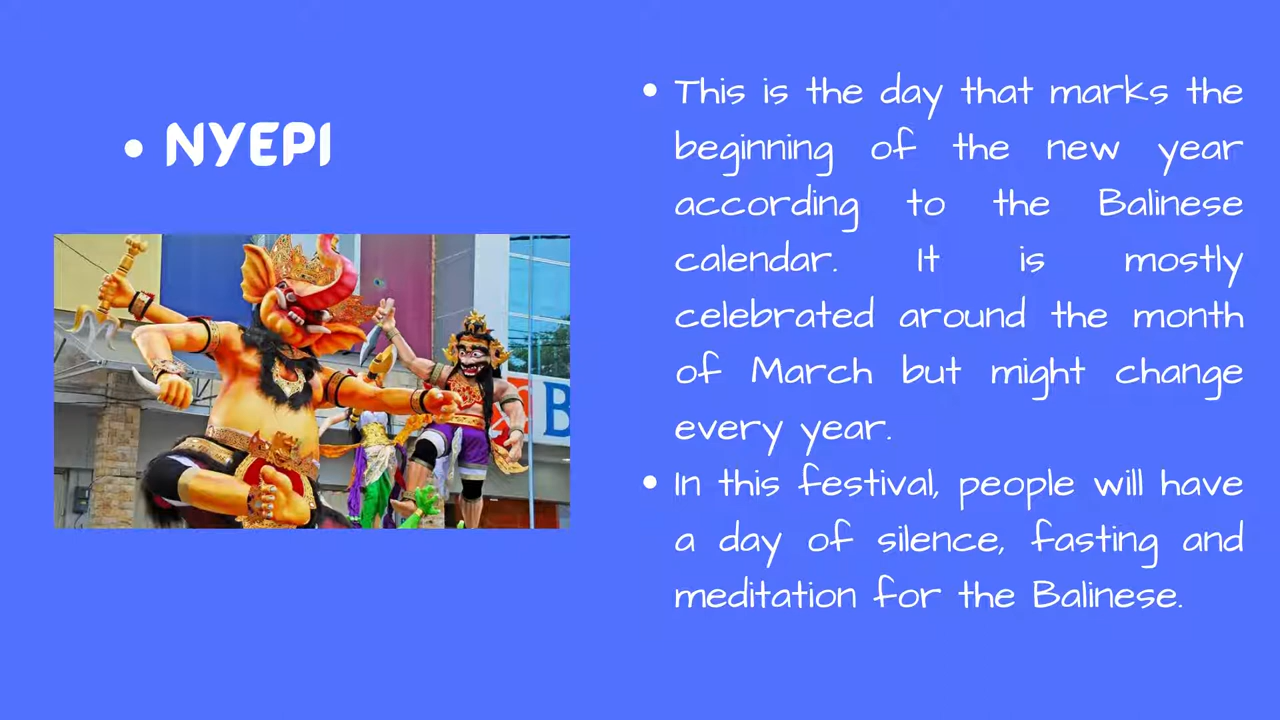 • NYEPI
• This is the day that marks the
beginning of the new year
according to the Balinese
calendar. It is mostly
celebrated around the month
of March but might change
every year.
• In this festival, people will have
a day of silence, fasting and
meditation for the Balinese.
B